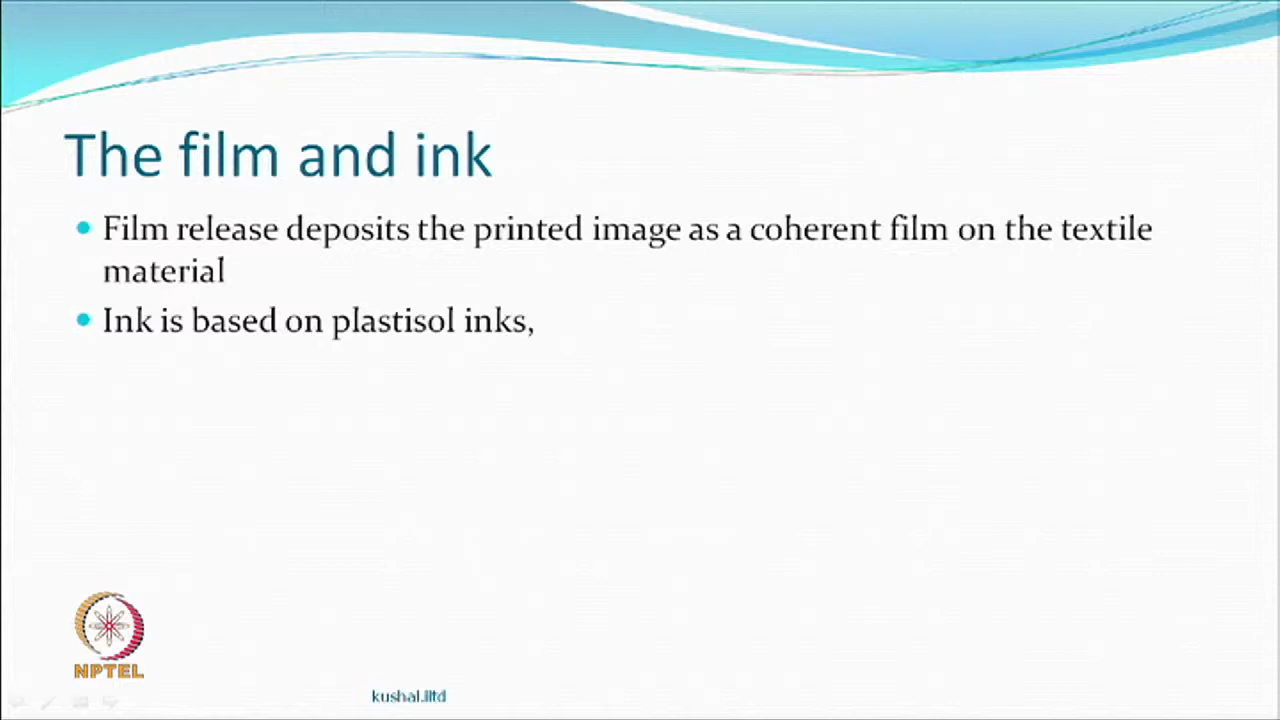 The film and ink
Film release deposits the printed image as a coherent film on the textile
material
Ink is based on plastisol inks,
NPTEL
kushal.iitd